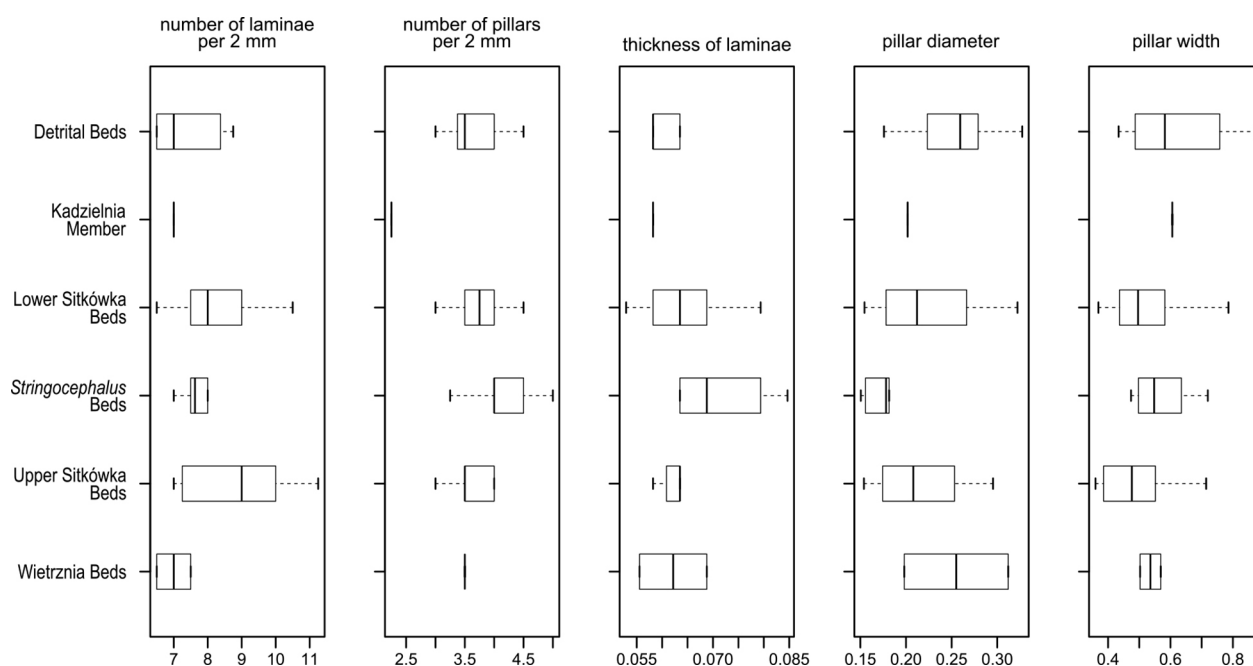 number of laminae
per 2 mm
number of pillars
per 2 mm
thickness of laminae
pillar diameter
pillar width
Detrital Beds
Kadzielnia
Member
Lower Sitkówka
Beds
Stringocephalus
Beds
Upper Sitkówka
Beds
Wietrznia Beds
7 8 9 10 11
2.5 3.5 4.5
0.055 0.070 0.085
0.15 0.20 0.30
0.4 0.6 0.8